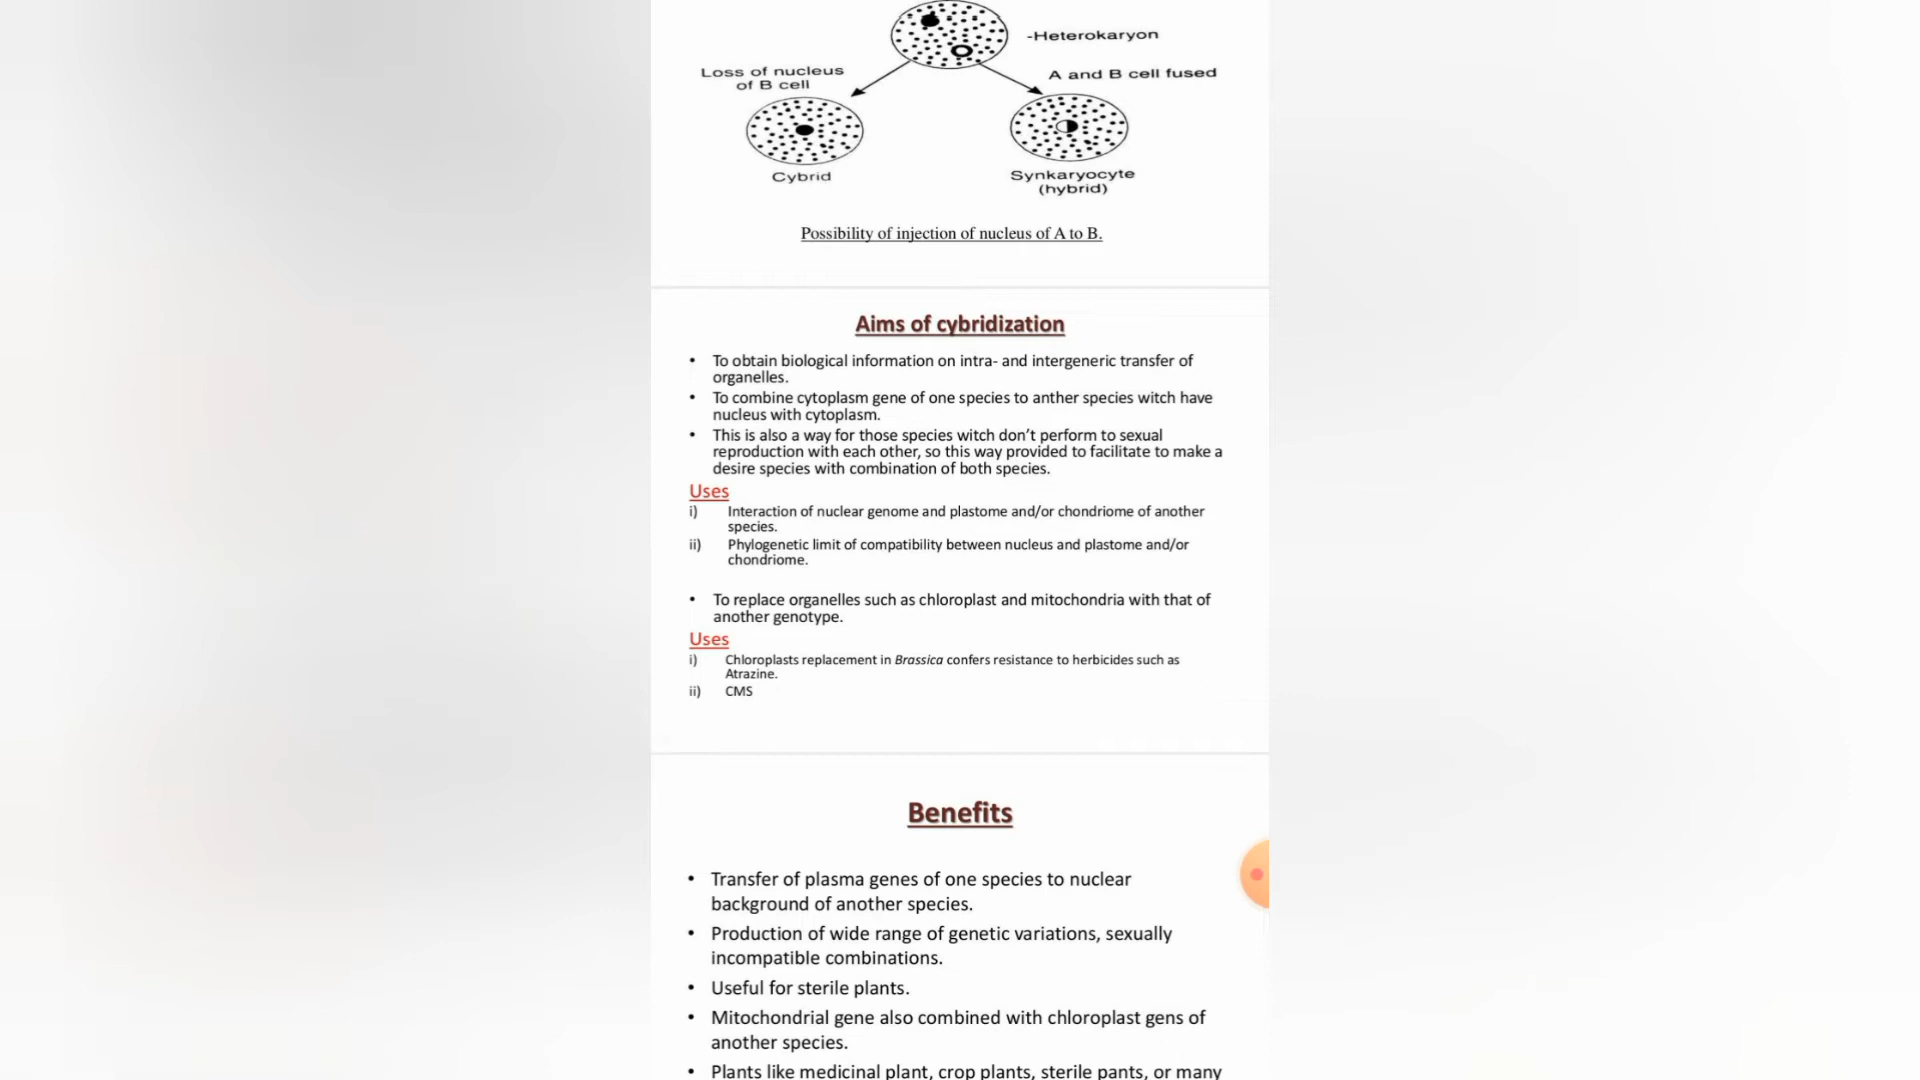 -Heterokaryon
Loss of nucleus
of B cell
A and B cell fused
Cybrid
Synkaryocyte
(hybrid)
Possibility of injection of nucleus of A to B.
Aims of cybridization
• To obtain biological information on intra- and intergeneric transfer of
organelles.
• To combine cytoplasm gene of one species to anther species witch have
nucleus with cytoplasm.
• This is also a way for those species witch don't perform to sexual
reproduction with each other, so this way provided to facilitate to make a
desire species with combination of both species.
Uses
i) Interaction of nuclear genome and plastome and/or chondriome of another
species.
ii) Phylogenetic limit of compatibility between nucleus and plastome and/or
chondriome.
• To replace organelles such as chloroplast and mitochondria with that of
another genotype.
Uses
i) Chloroplasts replacement in Brassica confers resistance to herbicides such as
Atrazine.
ii) CMS
Benefits
• Transfer of plasma genes of one species to nuclear
background of another species.
• Production of wide range of genetic variations, sexually
incompatible combinations.
• Useful for sterile plants.
• Mitochondrial gene also combined with chloroplast gens of
another species.
• Plants like medicinal plant, crop plants, sterile pants, or many